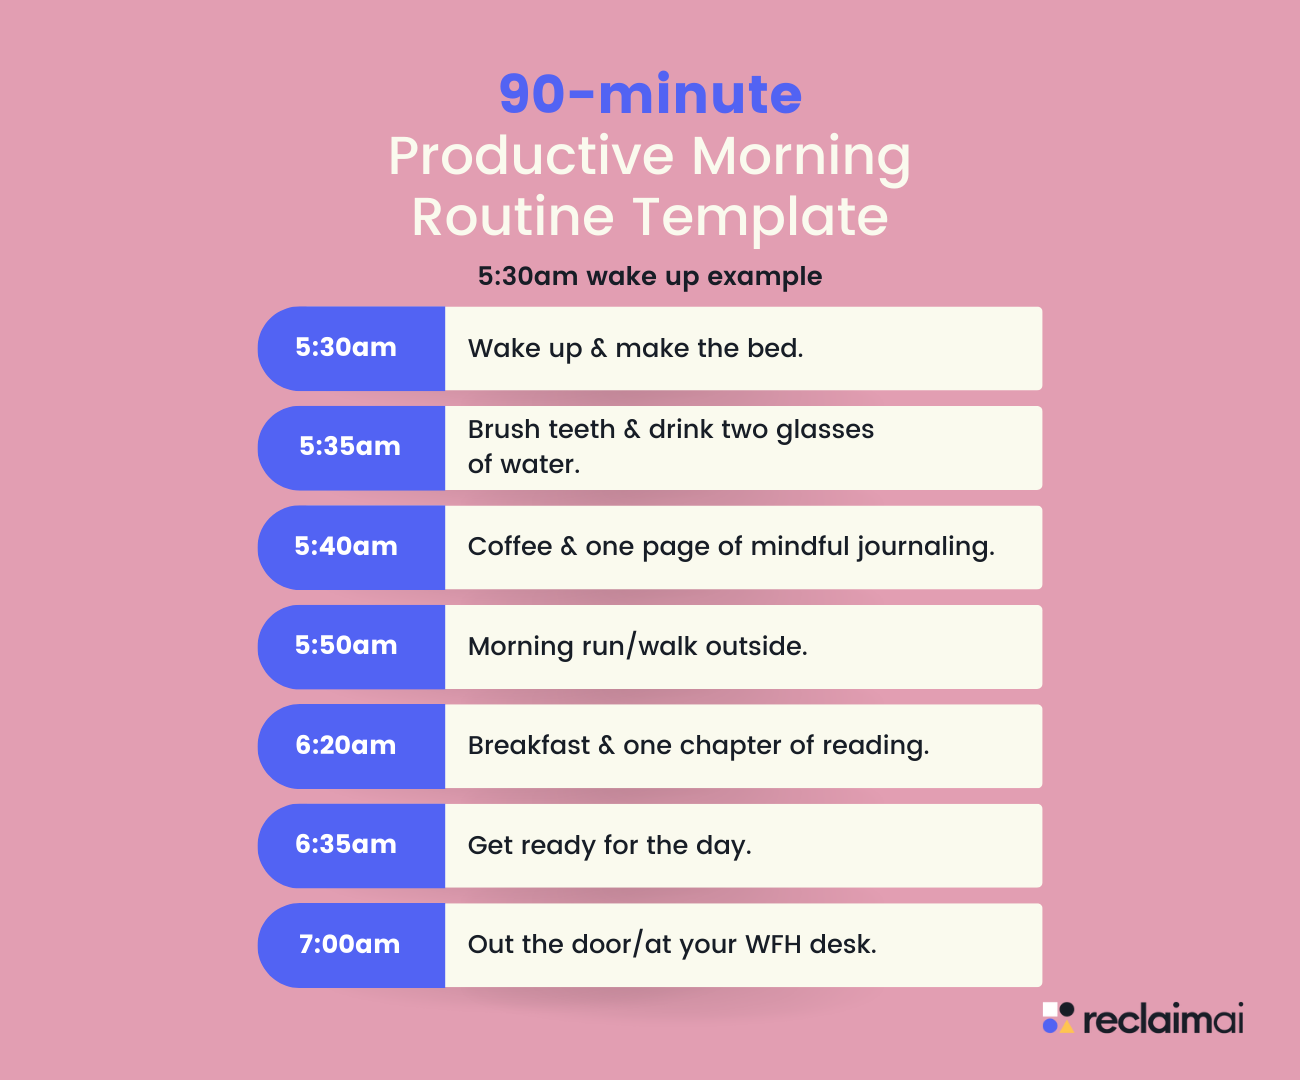 90-minute
Productive Morning
Routine Template
5:30am wake up example
5:30am Wake up & make the bed.
5:35am Brush teeth & drink two glasses
of water.
5:40am Coffee & one page of mindful journaling.
5:50am Morning run/walk outside.
6:20am Breakfast & one chapter of reading.
6:35am Get ready for the day.
7:00am Out the door/at your WFH desk.
reclaimai